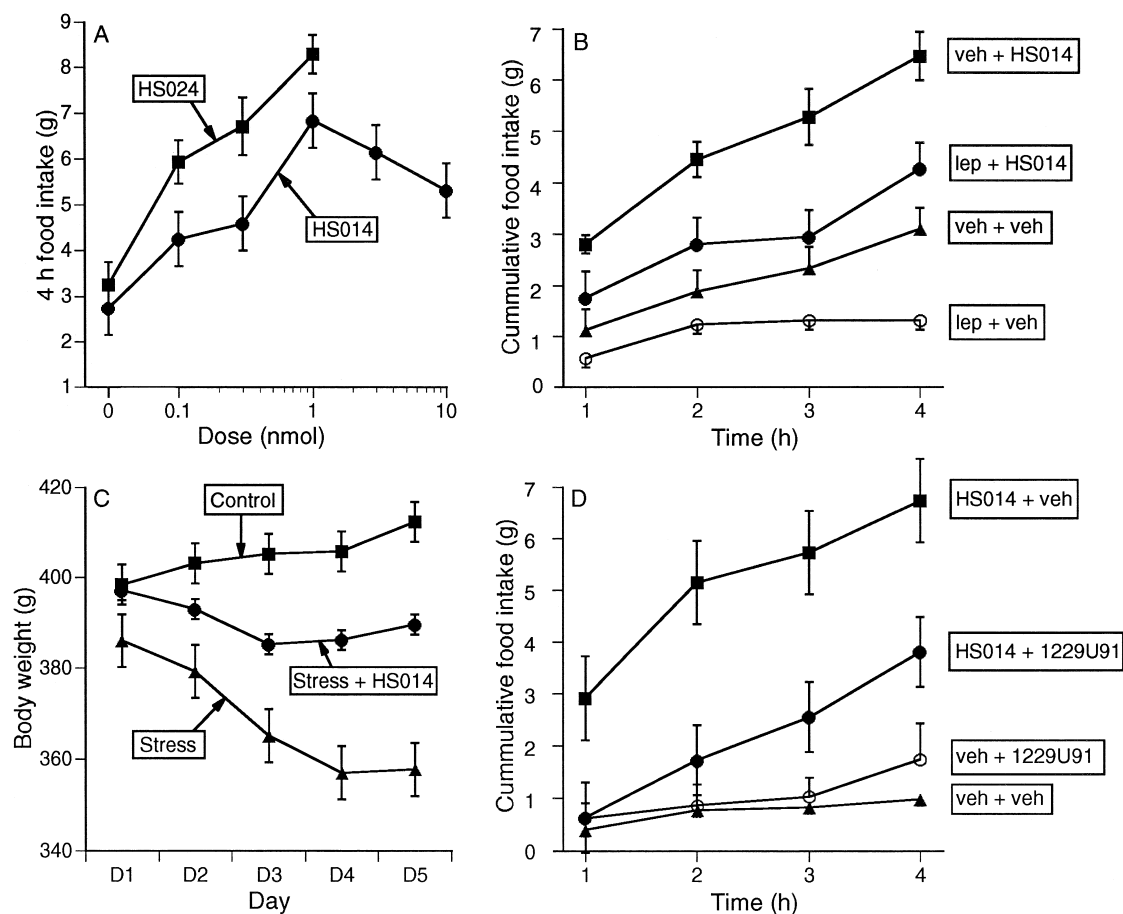 A
9
8
7
6
5
4
3
2
1
4 h food intake (g)
HS024
HS014
0
0.1
1
10
Dose (nmol)
B
7
6
5
4
3
2
1
0
Cummulative food intake (g)
veh + HS014
lep + HS014
veh + veh
lep + veh
1
2
3
4
Time (h)
C
420
400
380
360
340
Body weight (g)
Control
Stress + HS014
Stress
D1
D2
D3
D4
D5
Day
D
7
6
5
4
3
2
1
0
Cummulative food intake (g)
HS014 + veh
HS014 + 1229U91
veh + 1229U91
veh + veh
1
2
3
4
Time (h)